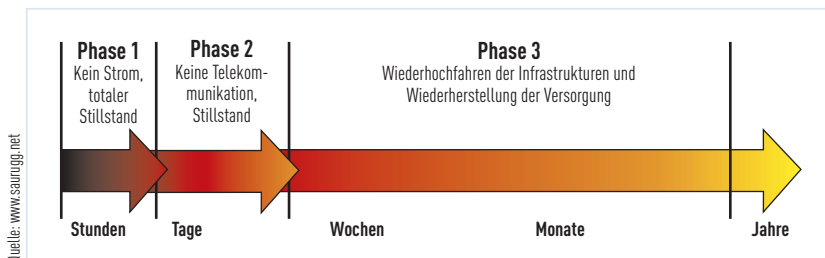 Phase 1
Kein Strom,
totaler
Stillstand
Phase 2
Keine Telekom-
munikation,
Stillstand
Phase 3
Wiederhochfahren der Infrastrukturen und
Wiederherstellung der Versorgung
Stunden
Tage
Wochen
Monate
Jahre
uelle: www.saurugg.net